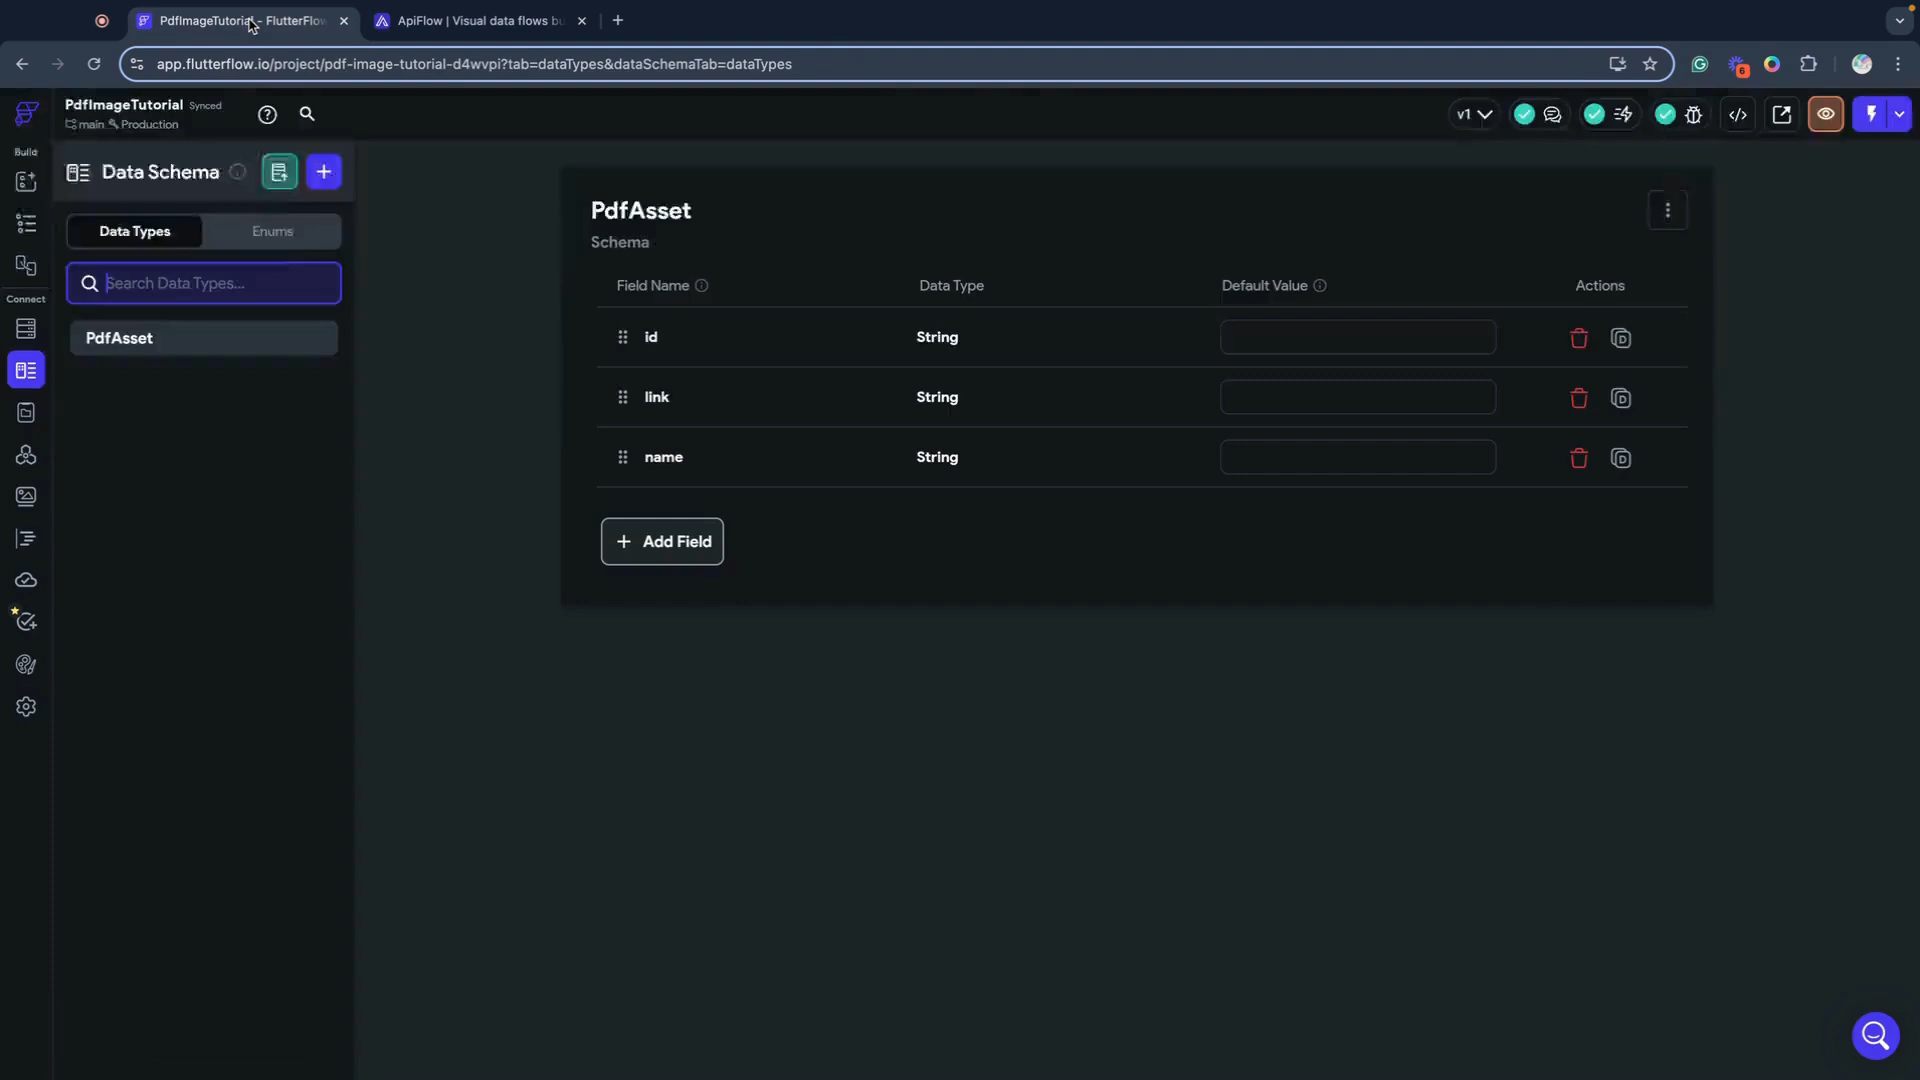 PdfImageTutorial - FlutterFlow
ApiFlow | Visual data flows bu
app.flutterflow.io/project/pdf-image-tutorial-d4wvpi?tab=dataTypes&dataSchemaTab=dataTypes
6
PdfImageTutorial Synced
main Production
v1
Build
Data Schema
Data Types
Enums
Search Data Types...
Connect
PdfAsset
PdfAsset
Schema
Field Name
Data Type
Default Value
Actions
id
String
link
String
name
String
+ Add Field